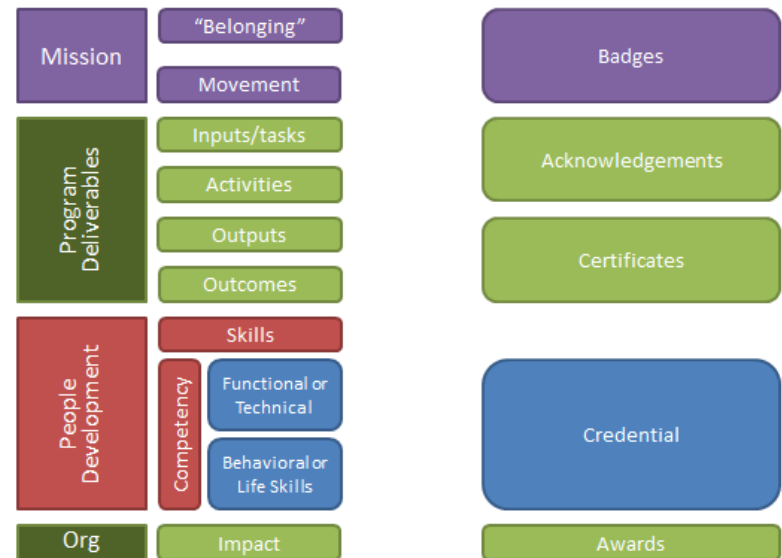 Mission
“Belonging”
Movement
Badges
Program
Deliverables
Inputs/tasks
Activities
Outputs
Outcomes
Acknowledgements
Certificates
People
Development
Skills
Competency
Functional or
Technical
Behavioral or
Life Skills
Credential
Org
Impact
Awards